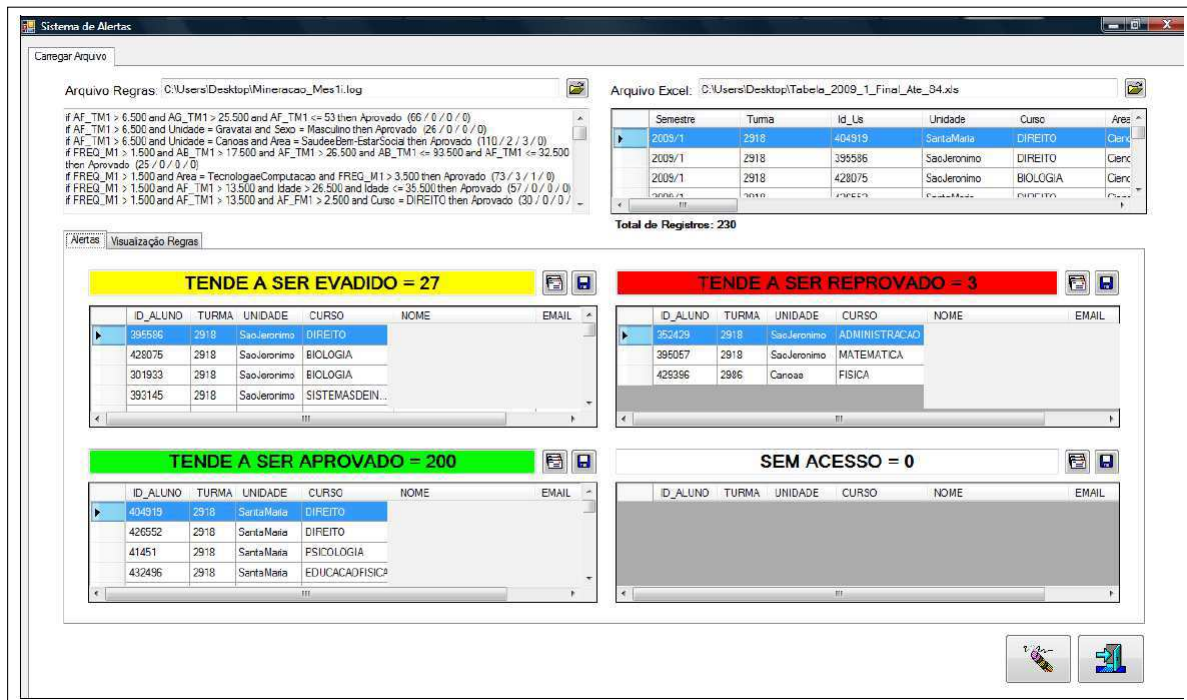 Sistema de Alertas
Carregar Arquivo
Arquivo Regras: C:\Users\Desktop\Mineracao_Mes1i.log
if AF_TM1 > 6.500 and AG_TM1 > 25.500 and AF_TM1 <= 53 then Aprovado (66 / 0 / 0 / 0)
if AF_TM1 > 6.500 and Unidade = Gravatai and Sexo = Masculino then Aprovado (26 / 0 / 0 / 0)
if AF_TM1 > 6.500 and Unidade = Canoas and Area = SaudeeBem-EstarSocial then Aprovado (110 / 2 / 3 / 0)
if FREQ_M1 > 1.500 and AB_TM1 > 17.500 and AF_TM1 > 26.500 and AB_TM1 <= 93.500 and AF_TM1 <= 32.500
then Aprovado (25 / 0 / 0 / 0)
if FREQ_M1 > 1.500 and Area = TecnologaeComputacao and FREQ_M1 > 3.500 then Aprovado (73 / 3 / 1 / 0)
if FREQ_M1 > 1.500 and AF_TM1 > 13.500 and Idade > 26.500 and Idade <= 35.500 then Aprovado (57 / 0 / 0 / 0)
if FREQ_M1 > 1.500 and AF_TM1 > 13.500 and AF_FM1 > 2.500 and Curso = DIREITO then Aprovado (30 / 0 / 0 /
Arquivo Excel: C:\Users\Desktop\Tabela_2009_1_Final_Ate_84.xls
Semestre Turma Id_Us Unidade Curso Area
2009/1 2918 404919 SantaMaria DIREITO Cienc
2009/1 2918 395586 SaoJeronimo DIREITO Cienc
2009/1 2918 428075 SaoJeronimo BIOLOGIA Cienc
2009/1 2918 426552 SantaMaria DIREITO Cienc
Total de Registros: 230
Alertas Visualização Regras
TENDE A SER EVADIDO = 27
ID_ALUNO TURMA UNIDADE CURSO NOME EMAIL
395586 2918 SaoJeronimo DIREITO
428075 2918 SaoJeronimo BIOLOGIA
301933 2918 SaoJeronimo BIOLOGIA
393145 2918 SaoJeronimo SISTEMASDEIN...
TENDE A SER REPROVADO = 3
ID_ALUNO TURMA UNIDADE CURSO NOME EMAIL
352429 2918 SaoJeronimo ADMINISTRACAO
395057 2918 SaoJeronimo MATEMATICA
429396 2986 Canoas FISICA
TENDE A SER APROVADO = 200
ID_ALUNO TURMA UNIDADE CURSO NOME EMAIL
404919 2918 SantaMaria DIREITO
426552 2918 SantaMaria DIREITO
41451 2918 SantaMaria PSICOLOGIA
432496 2918 SantaMaria EDUCACAOFISICA
SEM ACESSO = 0
ID_ALUNO TURMA UNIDADE CURSO NOME EMAIL